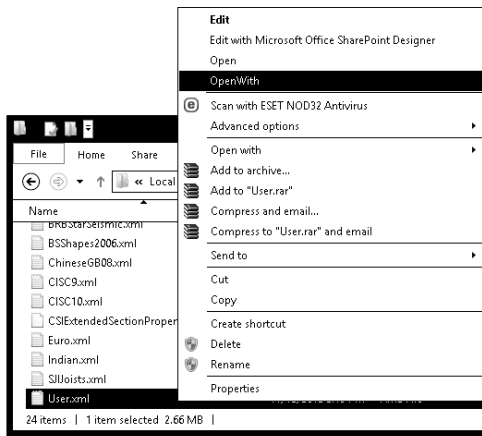 Edit
Edit with Microsoft Office SharePoint Designer
Open
OpenWith
Scan with ESET NOD32 Antivirus
Advanced options
Open with
Add to archive...
Add to "User.rar"
Compress and email...
Compress to "User.rar" and email
Send to
Cut
Copy
Create shortcut
Delete
Rename
Properties
File Home Share
« Local
Name
BRBStarSeismic.xml
BSShapes2006.xml
ChineseGB08.xml
CISC9.xml
CISC10.xml
CSIExtendedSectionProper
Euro.xml
Indian.xml
SJIJoists.xml
User.xml
24 items 1 item selected 2.66 MB